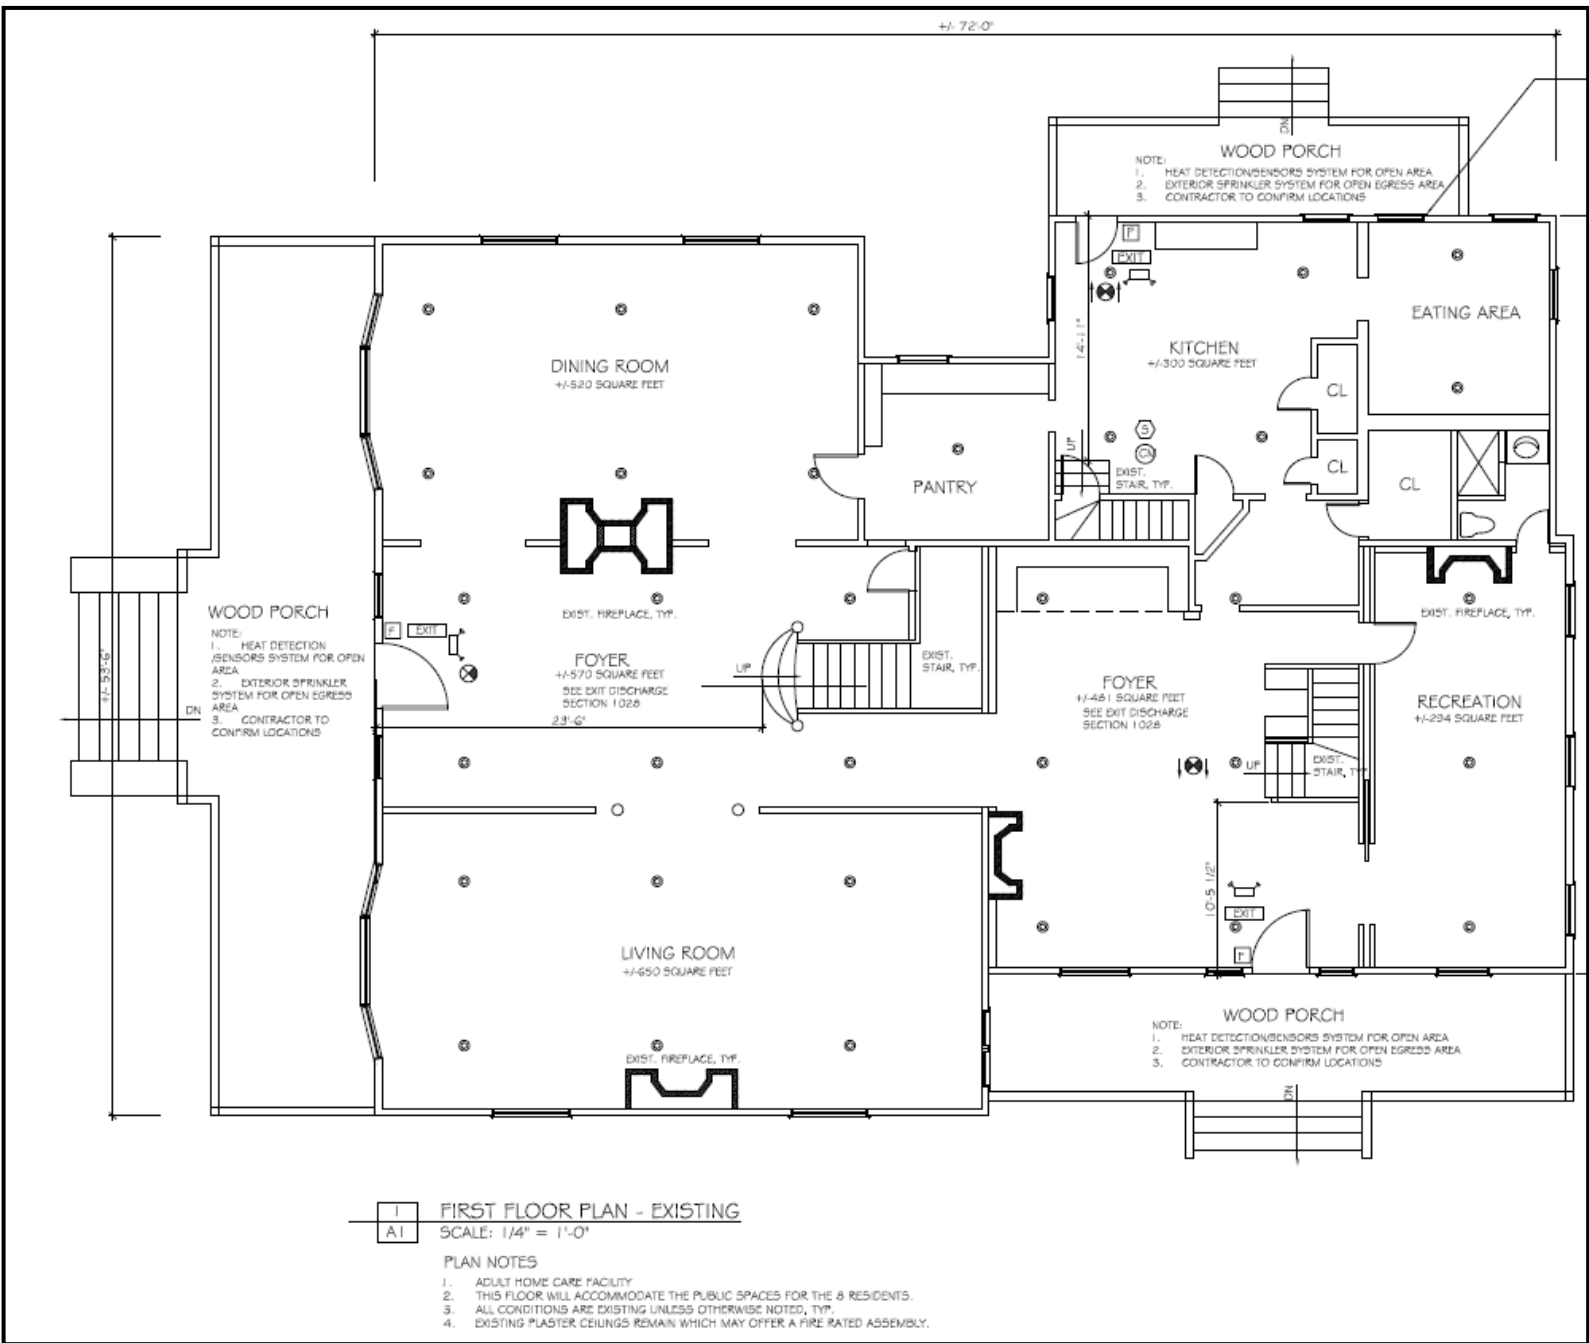 +/- 72'-0"
DN
WOOD PORCH
NOTE:
1. HEAT DETECTION/SENSORS SYSTEM FOR OPEN AREA
2. EXTERIOR SPRINKLER SYSTEM FOR OPEN EGRESS AREA
3. CONTRACTOR TO CONFIRM LOCATIONS
F
EXIT
14'-11"
KITCHEN
+/-300 SQUARE FEET
EATING AREA
CL
CL
CL
S
CM
UP
EXIST.
STAIR, TYP.
DINING ROOM
+/-520 SQUARE FEET
PANTRY
+/- 53'-6"
WOOD PORCH
NOTE:
1. HEAT DETECTION
/SENSORS SYSTEM FOR OPEN
AREA
2. EXTERIOR SPRINKLER
SYSTEM FOR OPEN EGRESS
AREA
3. CONTRACTOR TO
CONFIRM LOCATIONS
DN
F
EXIT
EXIST. FIREPLACE, TYP.
FOYER
+/-570 SQUARE FEET
SEE EXIT DISCHARGE
SECTION 1028
23'-6"
UP
EXIST.
STAIR, TYP.
FOYER
+/-481 SQUARE FEET
SEE EXIT DISCHARGE
SECTION 1028
UP
EXIST.
STAIR, TYP.
EXIST. FIREPLACE, TYP.
RECREATION
+/-294 SQUARE FEET
10'-5 1/2"
EXIT
F
LIVING ROOM
+/-650 SQUARE FEET
EXIST. FIREPLACE, TYP.
WOOD PORCH
NOTE:
1. HEAT DETECTION/SENSORS SYSTEM FOR OPEN AREA
2. EXTERIOR SPRINKLER SYSTEM FOR OPEN EGRESS AREA
3. CONTRACTOR TO CONFIRM LOCATIONS
DN
1
A1
FIRST FLOOR PLAN - EXISTING
SCALE: 1/4" = 1'-0"
PLAN NOTES
1. ADULT HOME CARE FACILITY
2. THIS FLOOR WILL ACCOMMODATE THE PUBLIC SPACES FOR THE 8 RESIDENTS.
3. ALL CONDITIONS ARE EXISTING UNLESS OTHERWISE NOTED, TYP.
4. EXISTING PLASTER CEILINGS REMAIN WHICH MAY OFFER A FIRE RATED ASSEMBLY.